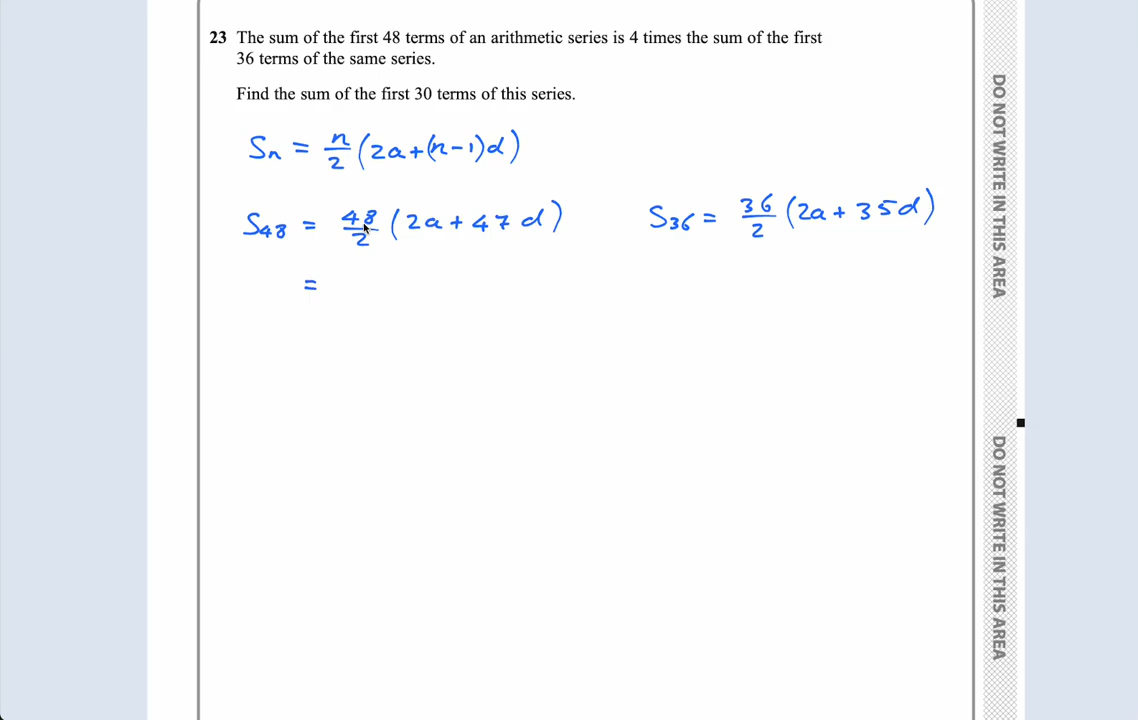 23 The sum of the first 48 terms of an arithmetic series is 4 times the sum of the first
36 terms of the same series.
Find the sum of the first 30 terms of this series.
Sn = n/2 (2a+(n-1)d)
S48 = 48/2 (2a + 47d)
S36 = 36/2 (2a + 35d)
=
DO NOT WRITE IN THIS AREA
DO NOT WRITE IN THIS AREA